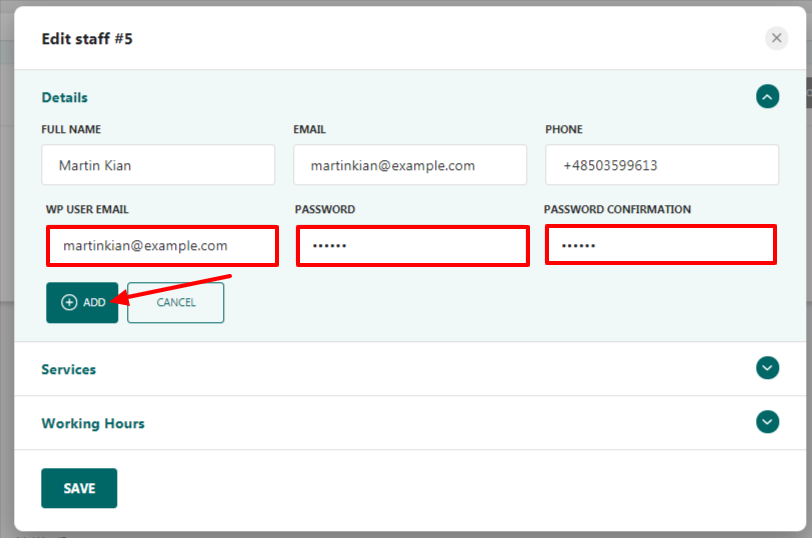 Edit staff #5
Details
FULL NAME EMAIL PHONE
Martin Kian martinkian@example.com +48503599613
WP USER EMAIL PASSWORD PASSWORD CONFIRMATION
martinkian@example.com •••••• ••••••
ADD CANCEL
Services
Working Hours
SAVE